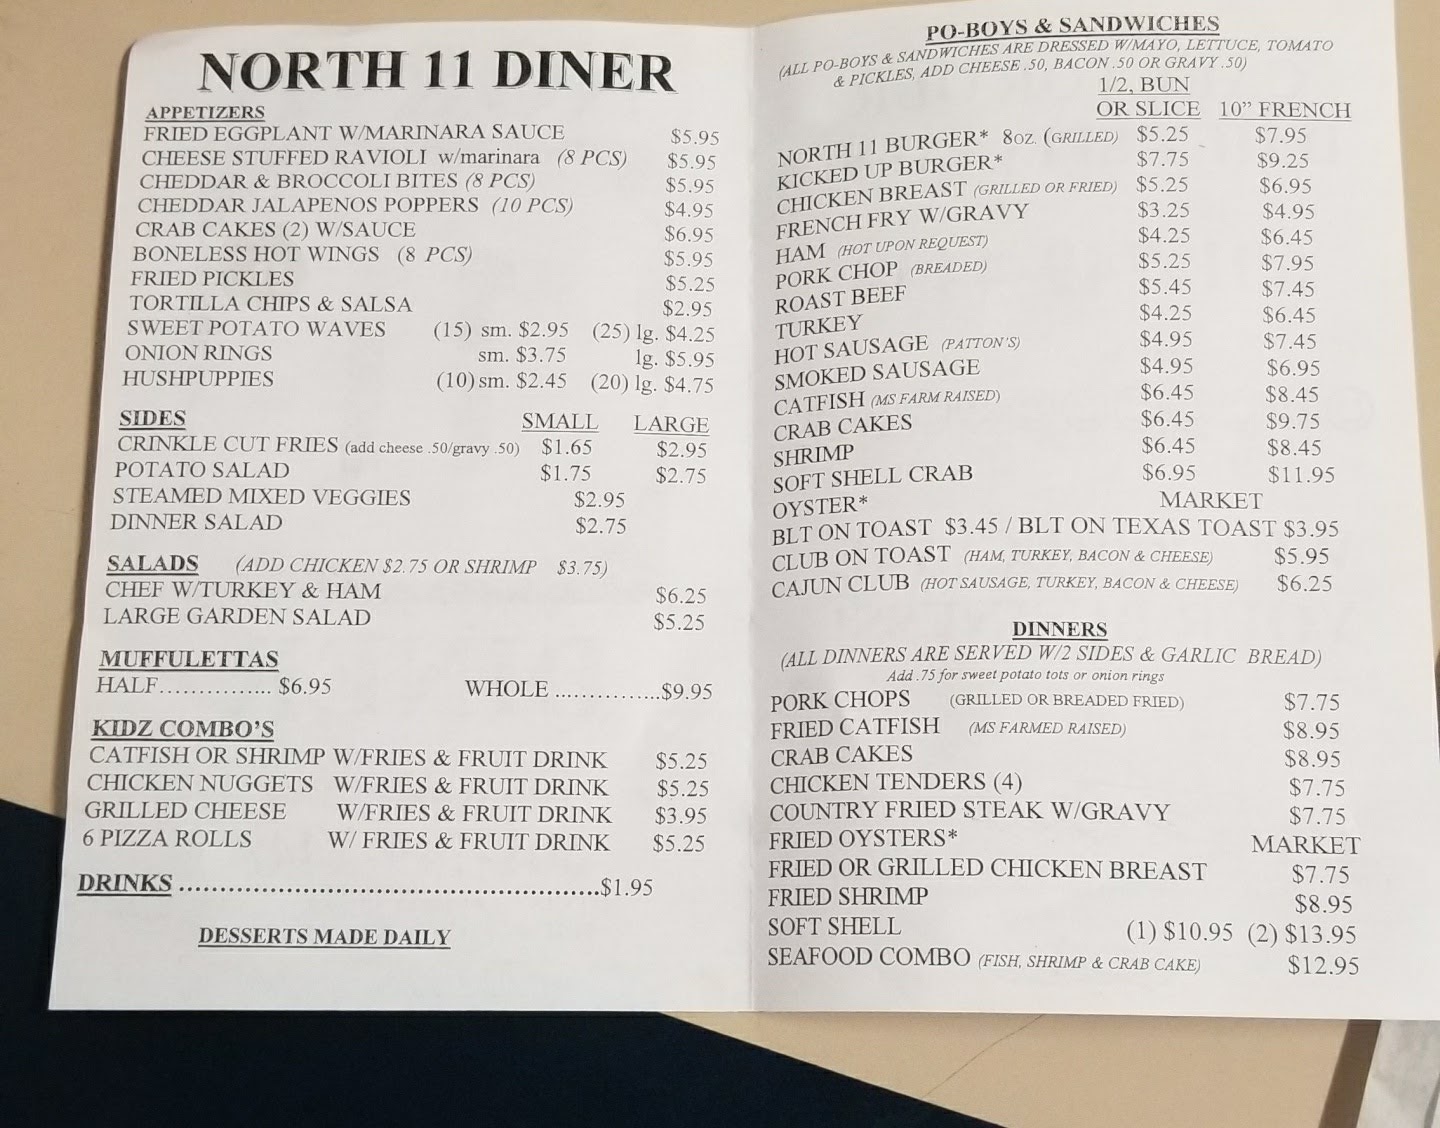 NORTH 11 DINER
APPETIZERS
FRIED EGGPLANT W/MARINARA SAUCE $5.95
CHEESE STUFFED RAVIOLI w/marinara (8 PCS) $5.95
CHEDDAR & BROCCOLI BITES (8 PCS) $5.95
CHEDDAR JALAPENOS POPPERS (10 PCS) $4.95
CRAB CAKES (2) W/SAUCE $6.95
BONELESS HOT WINGS (8 PCS) $5.95
FRIED PICKLES $5.25
TORTILLA CHIPS & SALSA $2.95
SWEET POTATO WAVES (15) sm. $2.95 (25) lg. $4.25
ONION RINGS sm. $3.75 lg. $5.95
HUSHPUPPIES (10) sm. $2.45 (20) lg. $4.75
SIDES SMALL LARGE
CRINKLE CUT FRIES (add cheese .50/gravy .50) $1.65 $2.95
POTATO SALAD $1.75 $2.75
STEAMED MIXED VEGGIES $2.95
DINNER SALAD $2.75
SALADS (ADD CHICKEN $2.75 OR SHRIMP $3.75)
CHEF W/TURKEY & HAM $6.25
LARGE GARDEN SALAD $5.25
MUFFULETTAS
HALF.............. $6.95 WHOLE ..............$9.95
KIDZ COMBO'S
CATFISH OR SHRIMP W/FRIES & FRUIT DRINK $5.25
CHICKEN NUGGETS W/FRIES & FRUIT DRINK $5.25
GRILLED CHEESE W/FRIES & FRUIT DRINK $3.95
6 PIZZA ROLLS W/ FRIES & FRUIT DRINK $5.25
DRINKS ....................................................$1.95
DESSERTS MADE DAILY
PO-BOYS & SANDWICHES
(ALL PO-BOYS & SANDWICHES ARE DRESSED W/MAYO, LETTUCE, TOMATO
& PICKLES, ADD CHEESE .50, BACON .50 OR GRAVY .50)
1/2, BUN
OR SLICE 10" FRENCH
NORTH 11 BURGER* 8OZ. (GRILLED) $5.25 $7.95
KICKED UP BURGER* $7.75 $9.25
CHICKEN BREAST (GRILLED OR FRIED) $5.25 $6.95
FRENCH FRY W/GRAVY $3.25 $4.95
HAM (HOT UPON REQUEST) $4.25 $6.45
PORK CHOP (BREADED) $5.25 $7.95
ROAST BEEF $5.45 $7.45
TURKEY $4.25 $6.45
HOT SAUSAGE (PATTON'S) $4.95 $7.45
SMOKED SAUSAGE $4.95 $6.95
CATFISH (MS FARM RAISED) $6.45 $8.45
CRAB CAKES $6.45 $9.75
SHRIMP $6.45 $8.45
SOFT SHELL CRAB $6.95 $11.95
OYSTER* MARKET
BLT ON TOAST $3.45 / BLT ON TEXAS TOAST $3.95
CLUB ON TOAST (HAM, TURKEY, BACON & CHEESE) $5.95
CAJUN CLUB (HOT SAUSAGE, TURKEY, BACON & CHEESE) $6.25
DINNERS
(ALL DINNERS ARE SERVED W/2 SIDES & GARLIC BREAD)
Add .75 for sweet potato tots or onion rings
PORK CHOPS (GRILLED OR BREADED FRIED) $7.75
FRIED CATFISH (MS FARMED RAISED) $8.95
CRAB CAKES $8.95
CHICKEN TENDERS (4) $7.75
COUNTRY FRIED STEAK W/GRAVY $7.75
FRIED OYSTERS* MARKET
FRIED OR GRILLED CHICKEN BREAST $7.75
FRIED SHRIMP $8.95
SOFT SHELL (1) $10.95 (2) $13.95
SEAFOOD COMBO (FISH, SHRIMP & CRAB CAKE) $12.95